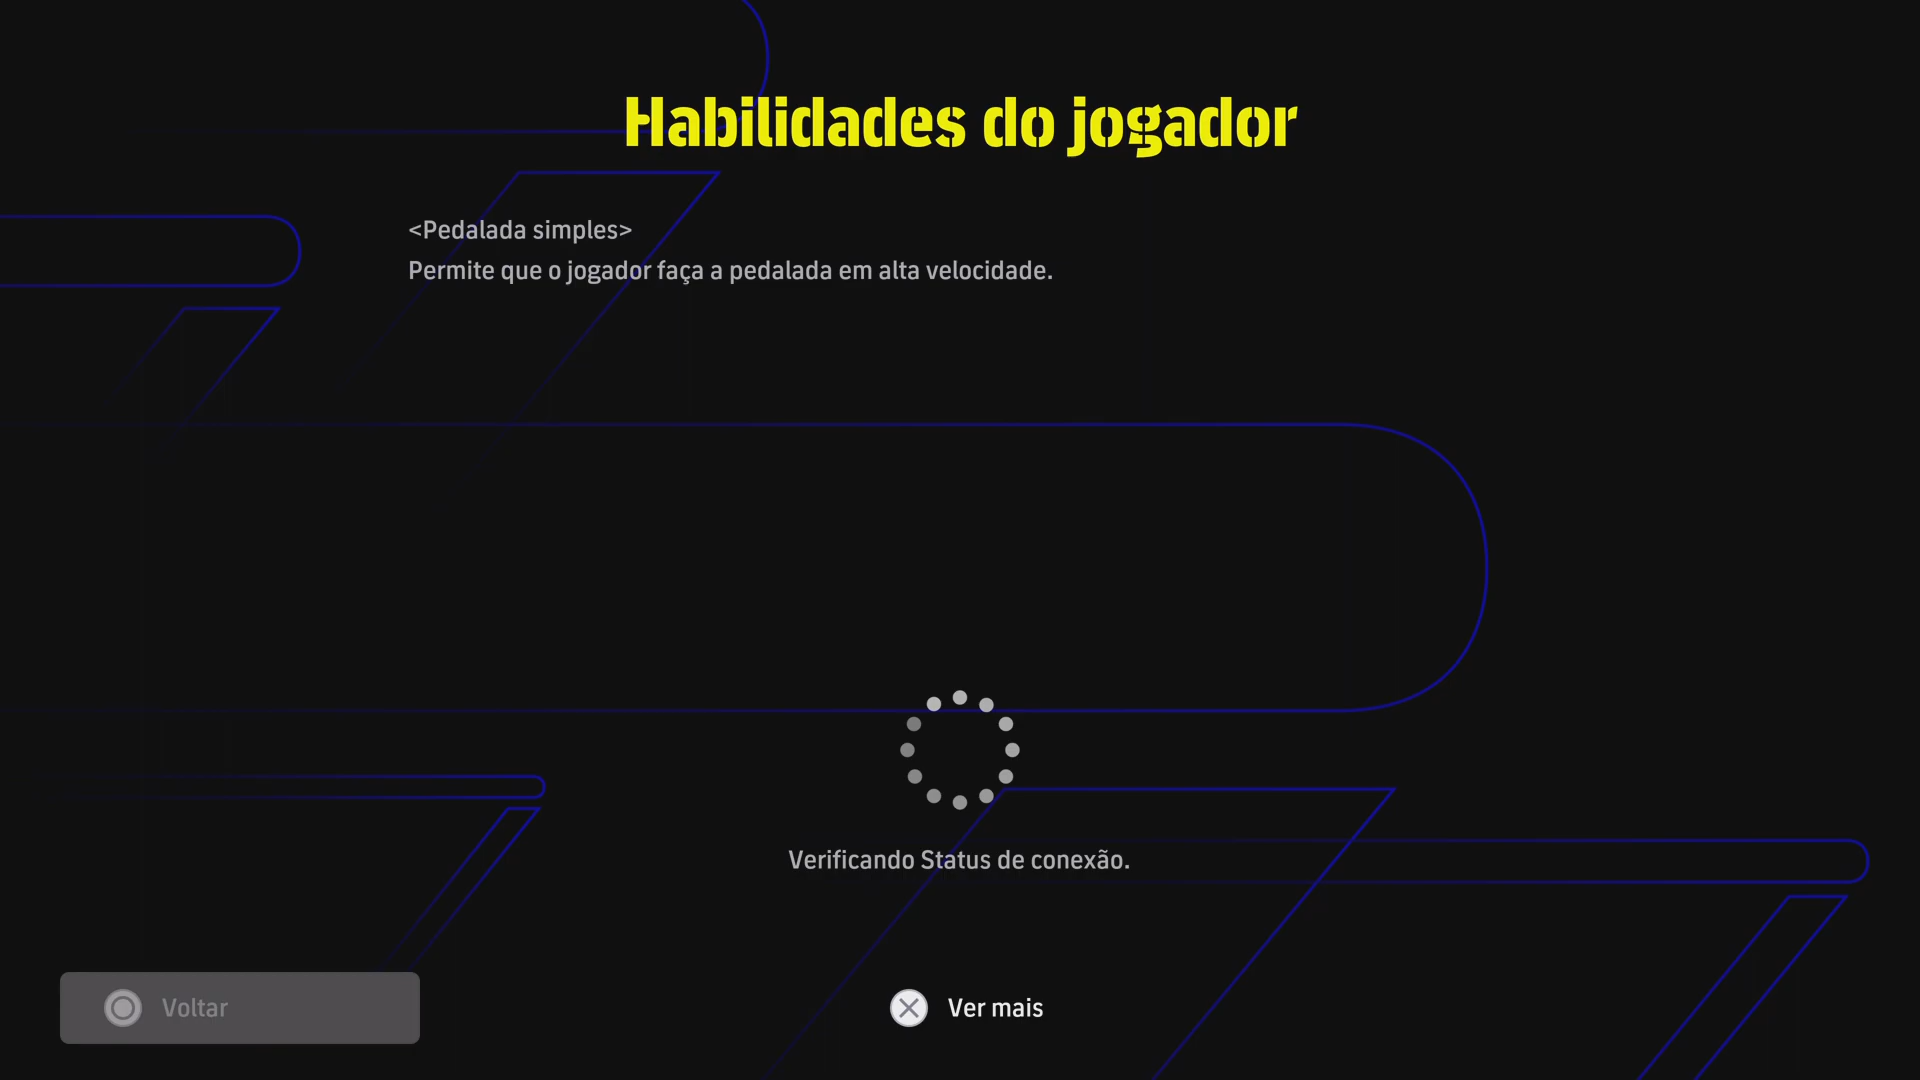 Habilidades do jogador
<Pedalada simples>
Permite que o jogador faça a pedalada em alta velocidade.
Verificando Status de conexão.
Voltar
Ver mais